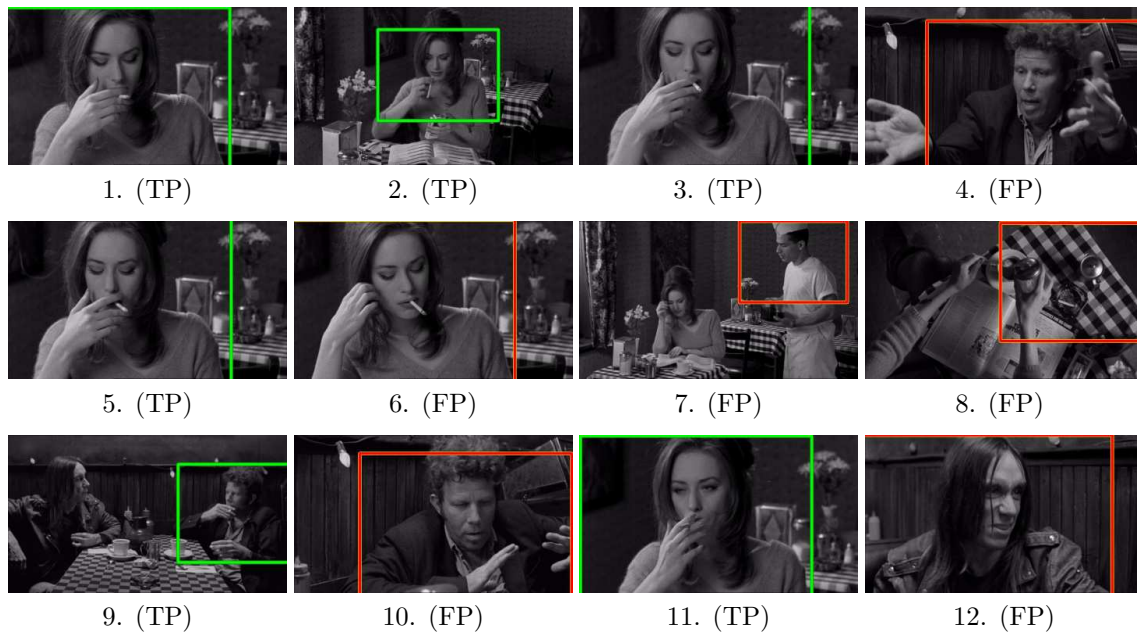 1. (TP) 2. (TP) 3. (TP) 4. (FP)
5. (TP) 6. (FP) 7. (FP) 8. (FP)
9. (TP) 10. (FP) 11. (TP) 12. (FP)